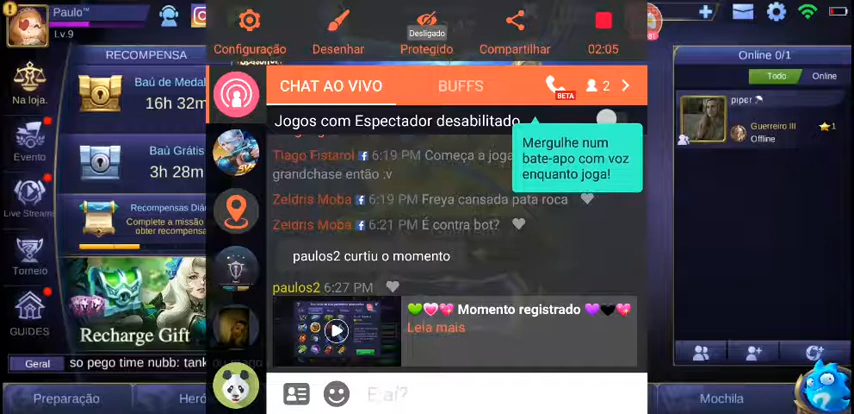 Paulo™
Lv.9
Na loja.
Evento
Live Stream
Torneio
GUIDES
RECOMPENSA
Baú de Medal
16h 32m
Baú Grátis
3h 28m
Recompensas Diá
Complete a missão
obter recompensa
Recharge Gift
Geral
so pego time nubb: tank
Preparação
Heró
Configuração
Desenhar
Desligado
Protegido
Compartilhar
02:05
CHAT AO VIVO
BUFFS
BETA
2
Jogos com Espectador desabilitado
Mergulhe num
bate-apo com voz
enquanto joga!
Tiago Fistarol 6:19 PM Começa a joga
grandchase então :v
Zeldris Moba 6:19 PM Freya cansada pata roca
Zeldris Moba 6:21 PM É contra bot?
paulos2 curtiu o momento
paulos2 6:27 PM
Momento registrado
Leia mais
E aí?
Online 0/1
Todo
Online
piper
Guerreiro III
Offline
1
Mochila